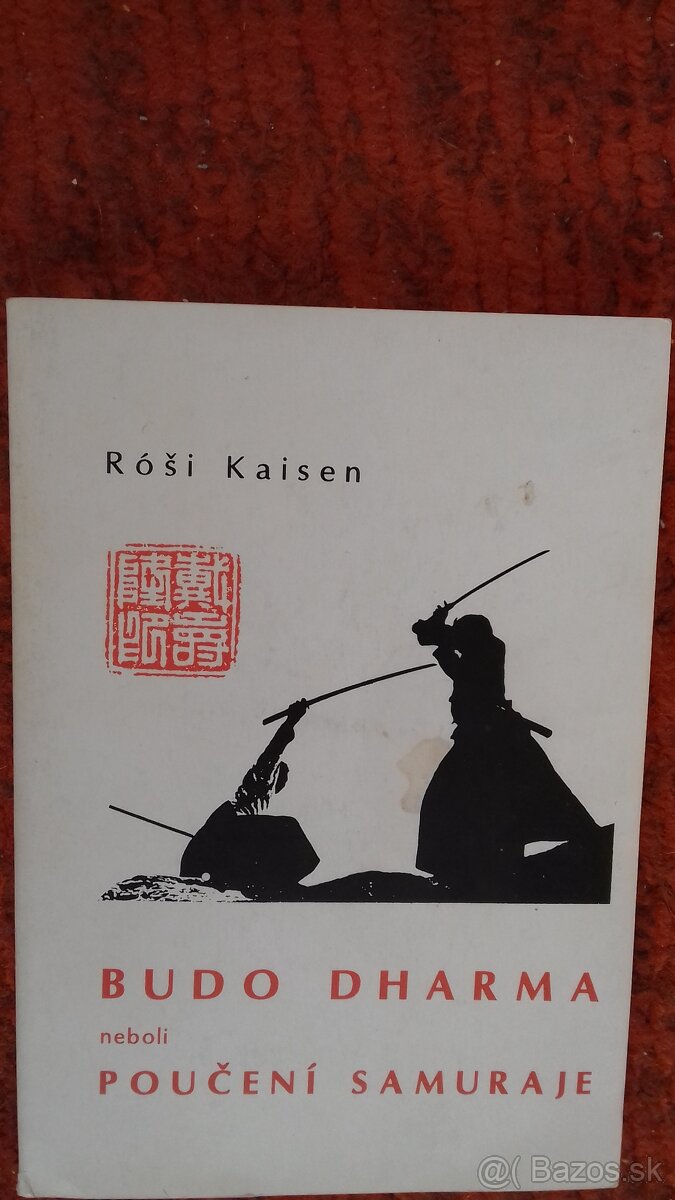 Róši Kaisen
BUDO DHARMA
neboli
POUČENÍ SAMURAJE
@( Bazos.sk